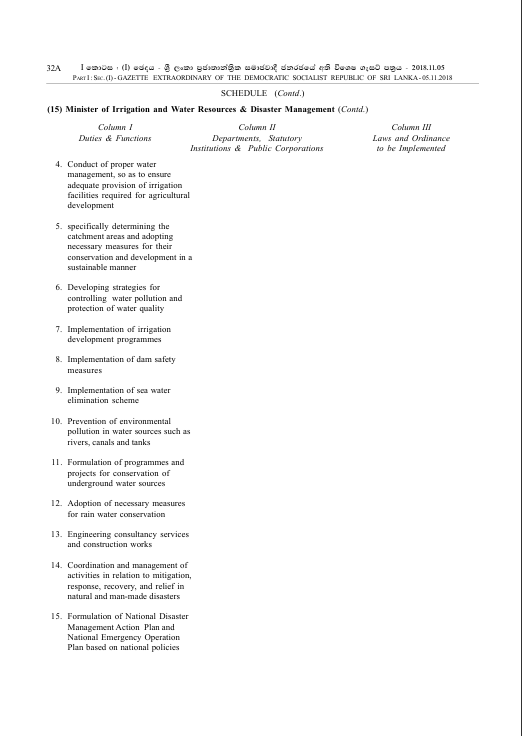 32A I කොටස : (I) ඡෙදය - ශ්‍රී ලංකා ප්‍රජාතාන්ත්‍රික සමාජවාදී ජනරජයේ අති විශෙෂ ගැසට් පත්‍රය - 2018.11.05
PART I : SEC. (I) - GAZETTE EXTRAORDINARY OF THE DEMOCRATIC SOCIALIST REPUBLIC OF SRI LANKA - 05.11.2018
SCHEDULE (Contd.)
(15) Minister of Irrigation and Water Resources & Disaster Management (Contd.)
Column I
Duties & Functions
Column II
Departments, Statutory
Institutions & Public Corporations
Column III
Laws and Ordinance
to be Implemented
4. Conduct of proper water
management, so as to ensure
adequate provision of irrigation
facilities required for agricultural
development
5. specifically determining the
catchment areas and adopting
necessary measures for their
conservation and development in a
sustainable manner
6. Developing strategies for
controlling water pollution and
protection of water quality
7. Implementation of irrigation
development programmes
8. Implementation of dam safety
measures
9. Implementation of sea water
elimination scheme
10. Prevention of environmental
pollution in water sources such as
rivers, canals and tanks
11. Formulation of programmes and
projects for conservation of
underground water sources
12. Adoption of necessary measures
for rain water conservation
13. Engineering consultancy services
and construction works
14. Coordination and management of
activities in relation to mitigation,
response, recovery, and relief in
natural and man-made disasters
15. Formulation of National Disaster
Management Action Plan and
National Emergency Operation
Plan based on national policies